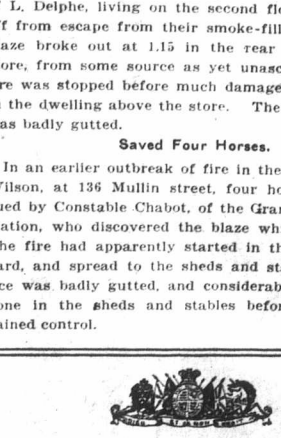 L. Delphe, living on the second
from escape from their smoke-fill
broke out at 1.15 in the rear
ore, from some source as yet unasc
re was stopped before much damage
the dwelling above the store. The
as badly gutted.
Saved Four Horses.
In an earlier outbreak of fire in the
Wilson, at 136 Mullin street, four ho
ued by Constable Chabot, of the Gran
ation, who discovered the blaze wh
he fire had apparently started in th
ard, and spread to the sheds and st
ce was badly gutted, and considerab
one in the sheds and stables befor
ained control.